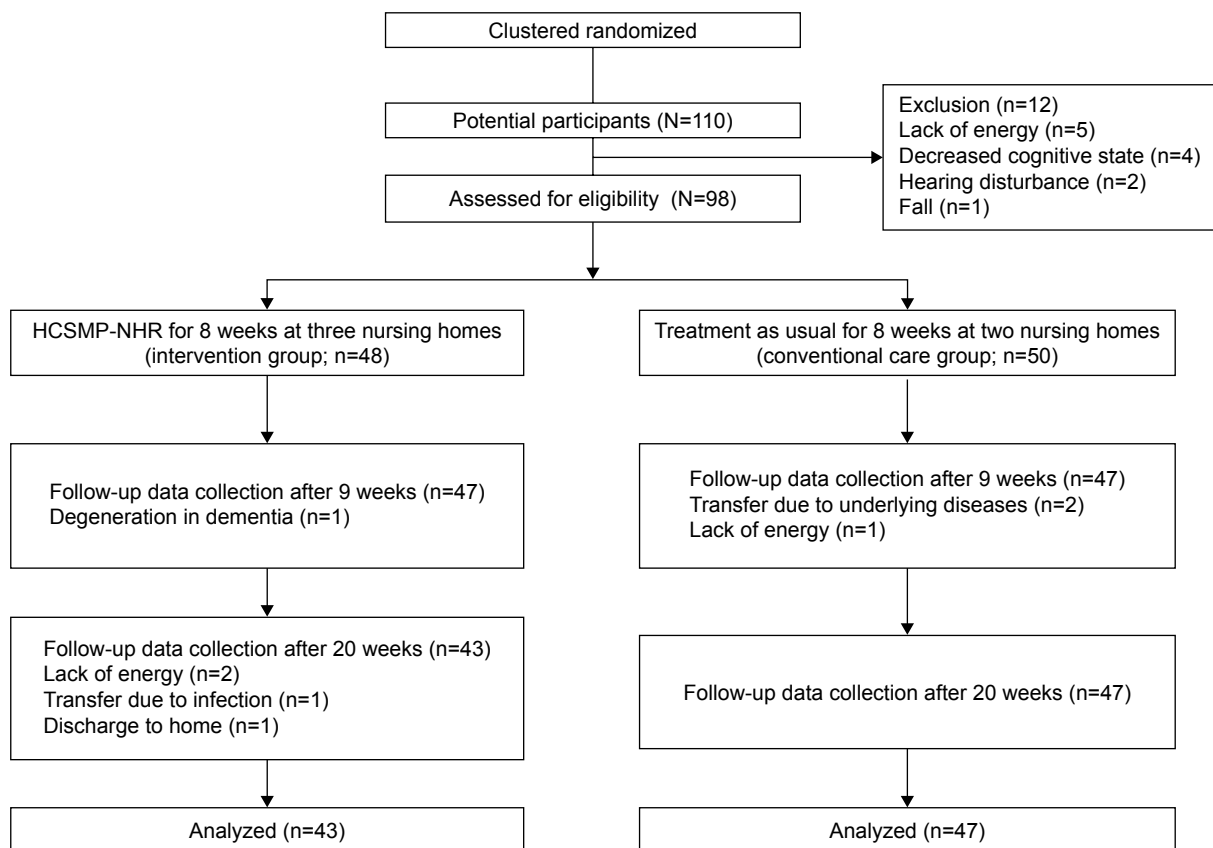 Clustered randomized
Potential participants (N=110)
Exclusion (n=12)
Lack of energy (n=5)
Decreased cognitive state (n=4)
Hearing disturbance (n=2)
Fall (n=1)
Assessed for eligibility (N=98)
HCSMP-NHR for 8 weeks at three nursing homes
(intervention group; n=48)
Treatment as usual for 8 weeks at two nursing homes
(conventional care group; n=50)
Follow-up data collection after 9 weeks (n=47)
Degeneration in dementia (n=1)
Follow-up data collection after 9 weeks (n=47)
Transfer due to underlying diseases (n=2)
Lack of energy (n=1)
Follow-up data collection after 20 weeks (n=43)
Lack of energy (n=2)
Transfer due to infection (n=1)
Discharge to home (n=1)
Follow-up data collection after 20 weeks (n=47)
Analyzed (n=43)
Analyzed (n=47)